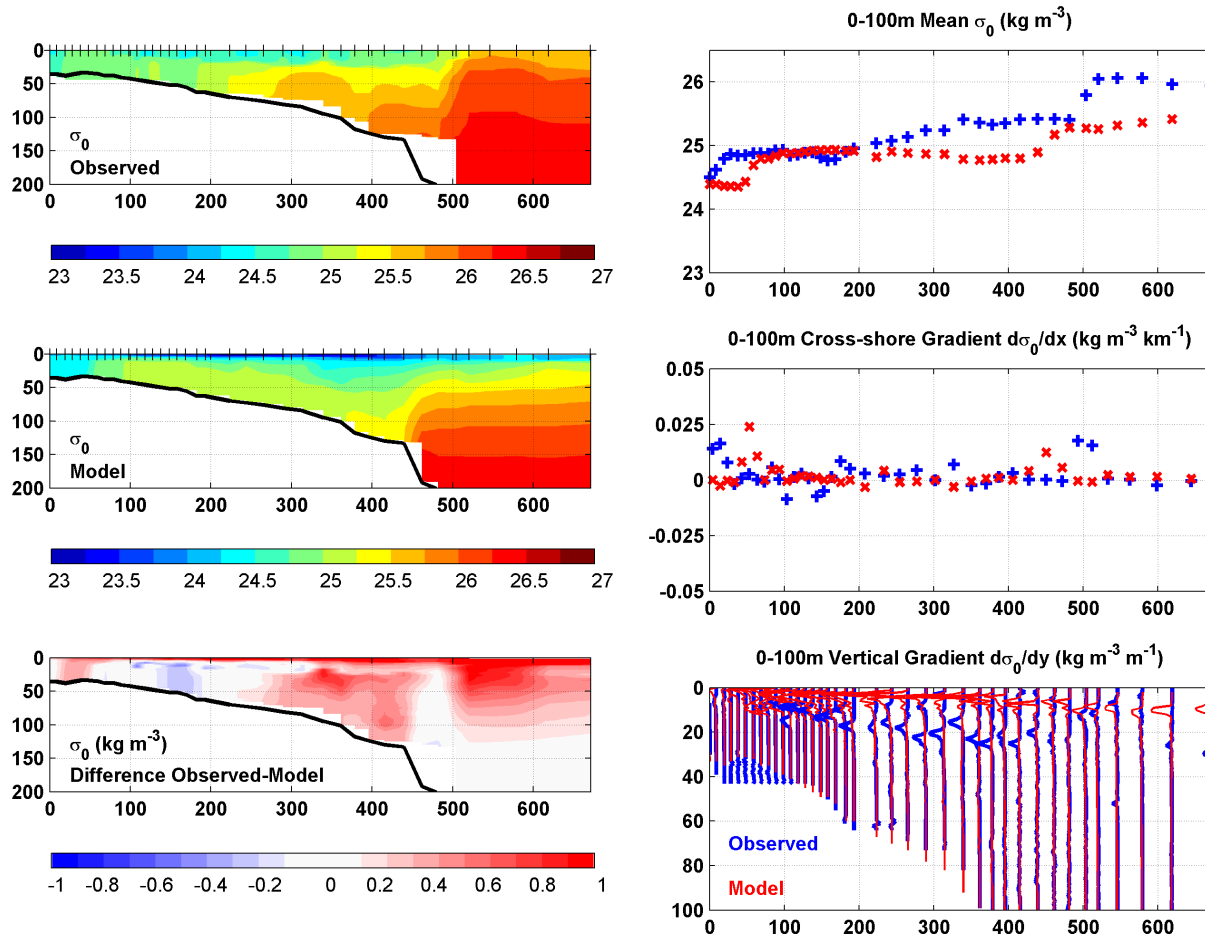 0
50
100
150
200
σ0
Observed
0 100 200 300 400 500 600
23 23.5 24 24.5 25 25.5 26 26.5 27
0
50
100
150
200
σ0
Model
0 100 200 300 400 500 600
23 23.5 24 24.5 25 25.5 26 26.5 27
0
50
100
150
200
σ0 (kg m-3)
Difference Observed-Model
0 100 200 300 400 500 600
-1 -0.8 -0.6 -0.4 -0.2 0 0.2 0.4 0.6 0.8 1
0-100m Mean σ0 (kg m-3)
26
25
24
23
0 100 200 300 400 500 600
0-100m Cross-shore Gradient dσ0/dx (kg m-3 km-1)
0.05
0.025
0
-0.025
-0.05
0 100 200 300 400 500 600
0-100m Vertical Gradient dσ0/dy (kg m-3 m-1)
0
20
40
60
80
100
Observed
Model
0 100 200 300 400 500 600